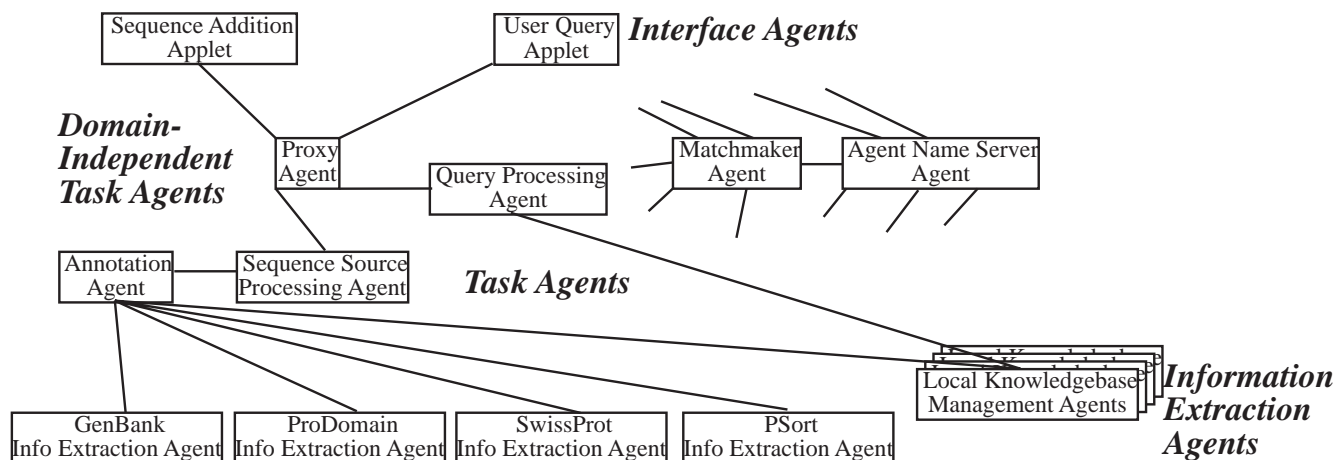 Sequence Addition
Applet
User Query
Applet
Interface Agents
Domain-
Independent
Task Agents
Proxy
Agent
Query Processing
Agent
Matchmaker
Agent
Agent Name Server
Agent
Annotation
Agent
Sequence Source
Processing Agent
Task Agents
Local Knowledgebase
Management Agents
Information
Extraction
Agents
GenBank
Info Extraction Agent
ProDomain
Info Extraction Agent
SwissProt
Info Extraction Agent
PSort
Info Extraction Agent